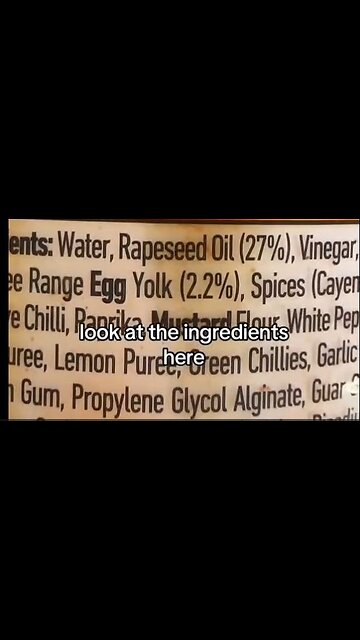 ents: Water, Rapeseed Oil (27%), Vinegar,
ee Range Egg Yolk (2.2%), Spices (Cayen
e Chilli, Paprika, Mustard Flour, White Pep
look at the ingredients
here
uree, Lemon Puree, Green Chillies, Garlic
n Gum, Propylene Glycol Alginate, Guar